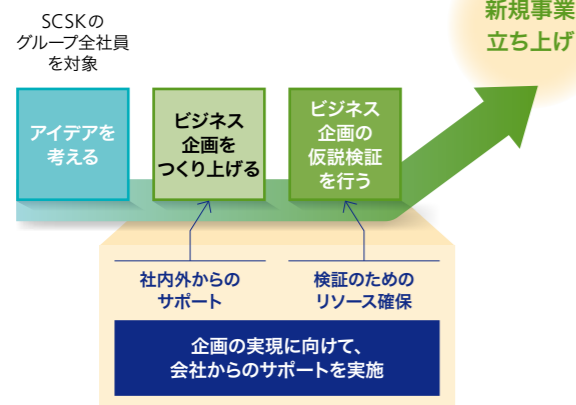 SCSKの
グループ全社員
を対象
新規事業
立ち上げ
アイデアを
考える
ビジネス
企画を
つくり上げる
ビジネス
企画の
仮説検証
を行う
社内外からの
サポート
検証のための
リソース確保
企画の実現に向けて、
会社からのサポートを実施